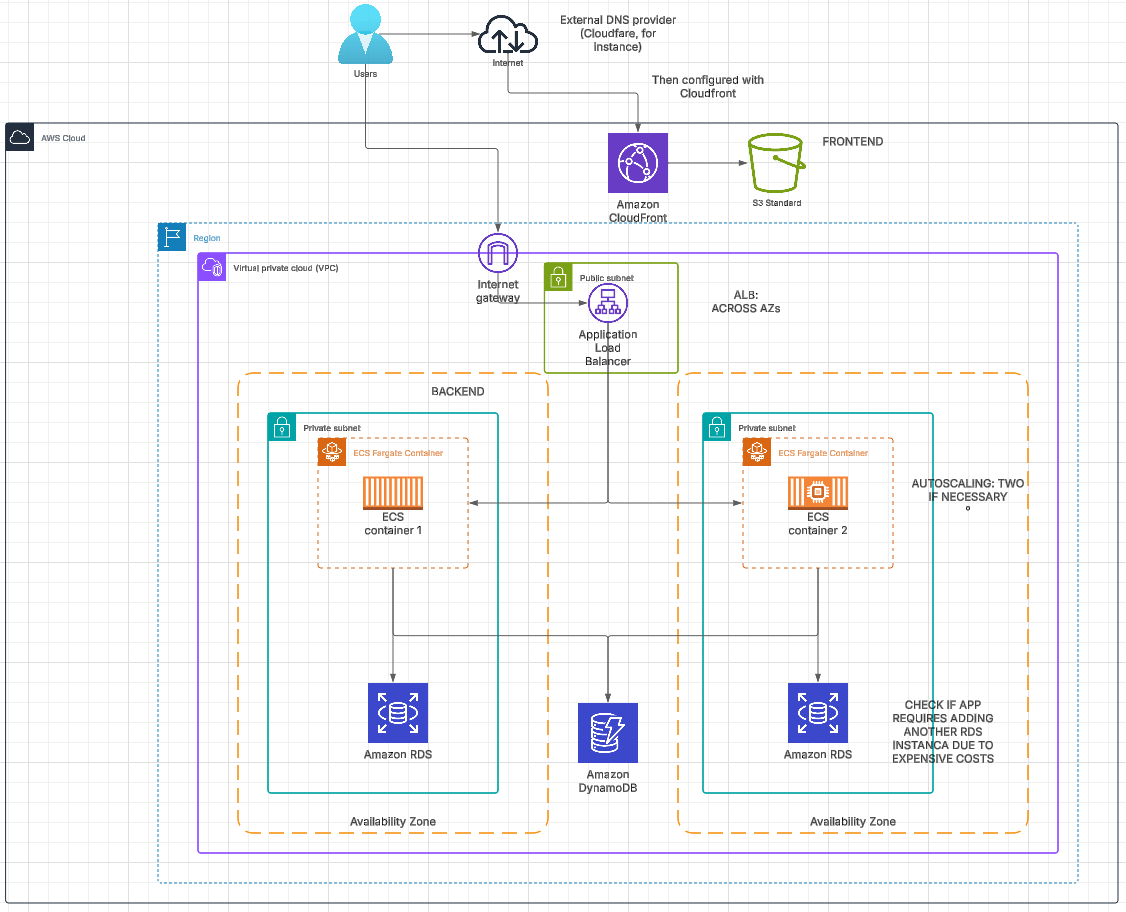 External DNS provider
(Cloudfare, for
instance)
Users
Internet
Then configured with
Cloudfront
AWS Cloud
FRONTEND
Amazon
CloudFront
S3 Standard
Region
Virtual private cloud (VPC)
Internet
gateway
Public subnet
ALB:
ACROSS AZs
Application
Load
Balancer
BACKEND
Private subnet
ECS Fargate Container
ECS
container 1
Private subnet
ECS Fargate Container
ECS
container 2
AUTOSCALING: TWO
IF NECESSARY
º
Amazon RDS
Amazon
DynamoDB
Amazon RDS
CHECK IF APP
REQUIRES ADDING
ANOTHER RDS
INSTANCA DUE TO
EXPENSIVE COSTS
Availability Zone
Availability Zone